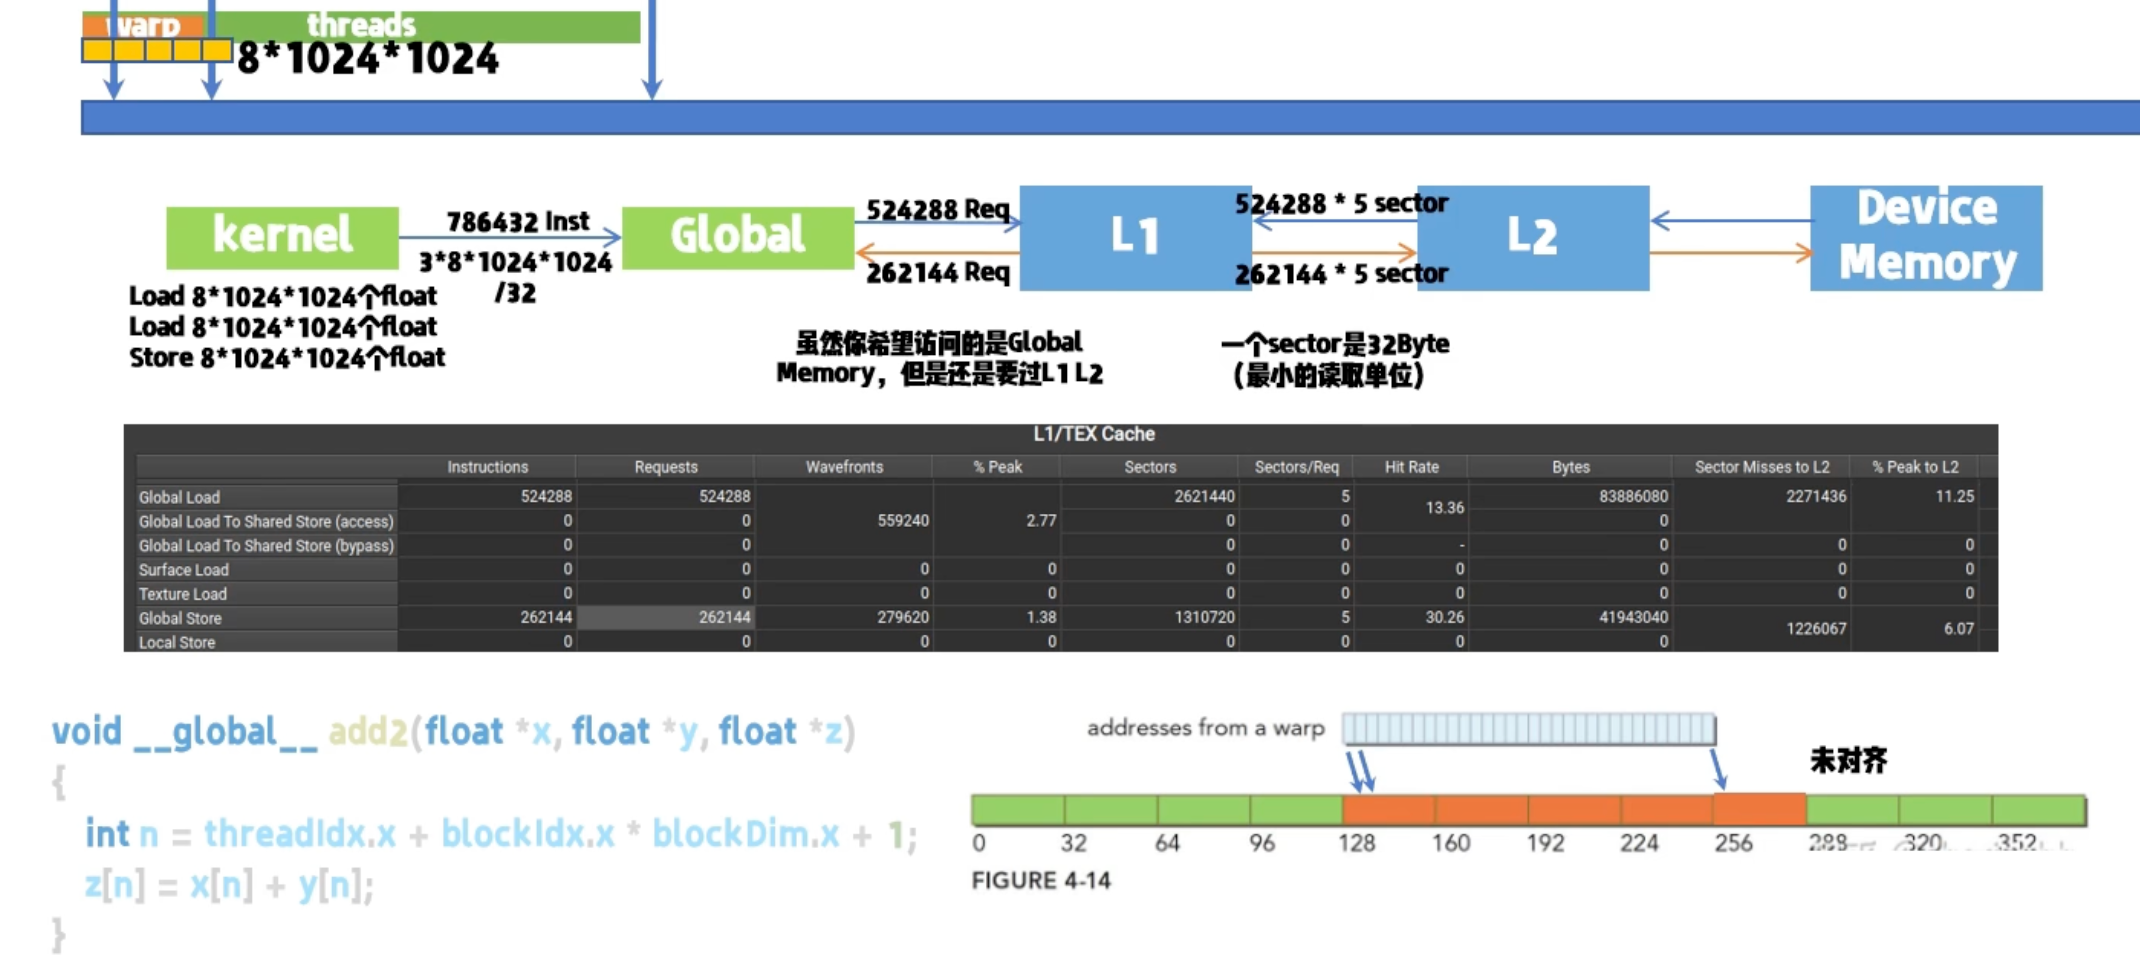 warp threads
8*1024*1024
kernel
786432 Inst
3*8*1024*1024
/32
Global
524288 Req
262144 Req
L1
524288 * 5 sector
262144 * 5 sector
L2
Device
Memory
Load 8*1024*1024个float
Load 8*1024*1024个float
Store 8*1024*1024个float
虽然你希望访问的是Global
Memory，但是还是要过L1 L2
一个sector是32Byte
（最小的读取单位）
L1/TEX Cache
Instructions Requests Wavefronts % Peak Sectors Sectors/Req Hit Rate Bytes Sector Misses to L2 % Peak to L2
Global Load 524288 524288 2621440 5 83886080 2271436 11.25
13.36
Global Load To Shared Store (access) 0 0 559240 2.77 0 0 0
Global Load To Shared Store (bypass) 0 0 0 0 - 0 0 0
Surface Load 0 0 0 0 0 0 0 0 0 0
Texture Load 0 0 0 0 0 0 0 0 0 0
Global Store 262144 262144 279620 1.38 1310720 5 30.26 41943040
1226067 6.07
Local Store 0 0 0 0 0 0 0 0
void __global__ add2(float *x, float *y, float *z)
{
int n = threadIdx.x + blockIdx.x * blockDim.x + 1;
z[n] = x[n] + y[n];
}
addresses from a warp
未对齐
0 32 64 96 128 160 192 224 256 288 320 352
FIGURE 4-14